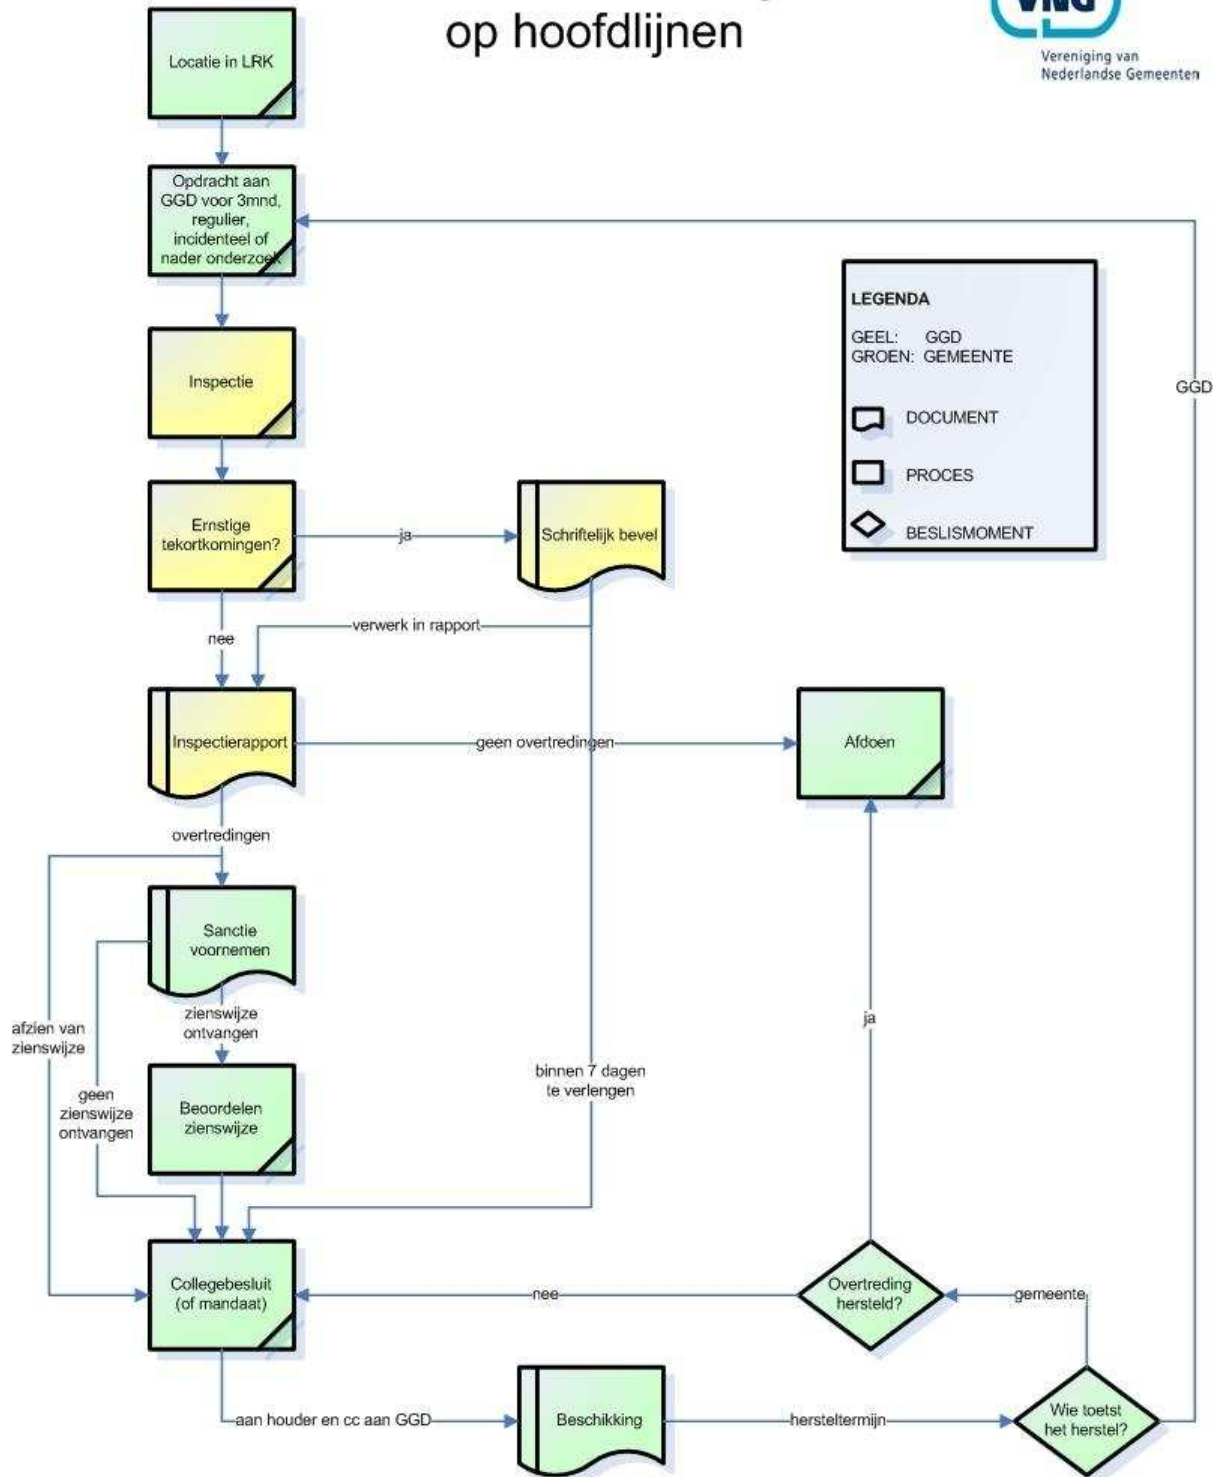 op hoofdlijnen
VNG
Vereniging van
Nederlandse Gemeenten
Locatie in LRK
Opdracht aan
GGD voor 3mnd,
regulier,
incidenteel of
nader onderzoek
LEGENDA
GEEL: GGD
GROEN: GEMEENTE
DOCUMENT
PROCES
BESLISMOMENT
GGD
Inspectie
Ernstige
tekortkomingen?
ja
Schriftelijk bevel
nee
verwerk in rapport
Inspectierapport
geen overtredingen
Afdoen
overtredingen
Sanctie
voornemen
afzien van
zienswijze
zienswijze
ontvangen
geen
zienswijze
ontvangen
binnen 7 dagen
te verlengen
ja
Beoordelen
zienswijze
Collegebesluit
(of mandaat)
nee
Overtreding
hersteld?
gemeente
aan houder en cc aan GGD
Beschikking
hersteltermijn
Wie toetst
het herstel?